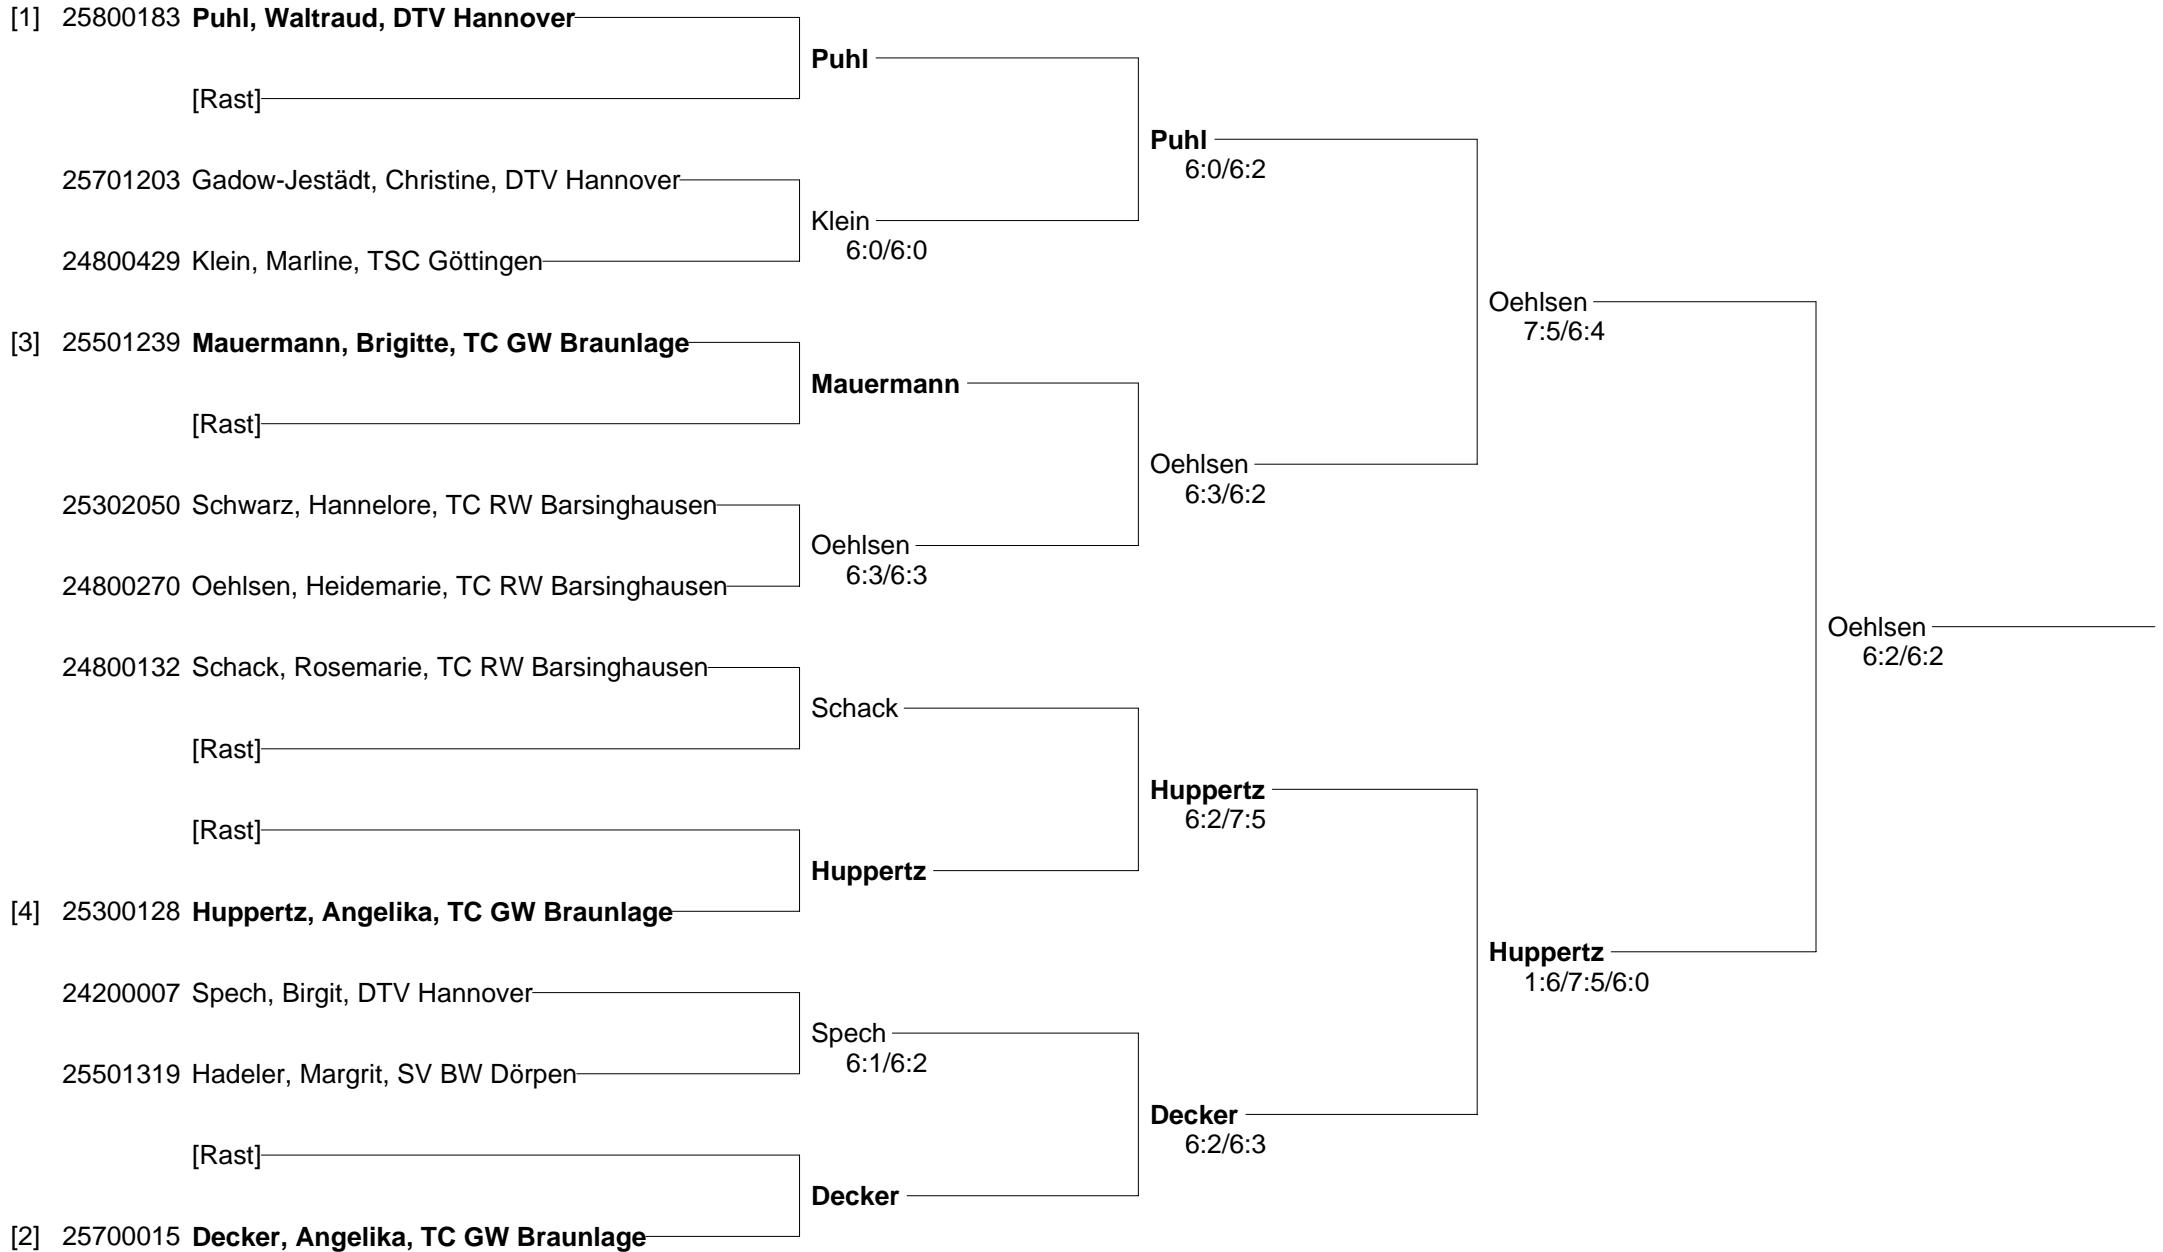 [1] 25800183 Puhl, Waltraud, DTV Hannover
Puhl
[Rast]
Puhl
6:0/6:2
25701203 Gadow-Jestädt, Christine, DTV Hannover
Klein
6:0/6:0
24800429 Klein, Marline, TSC Göttingen
Oehlsen
7:5/6:4
[3] 25501239 Mauermann, Brigitte, TC GW Braunlage
Mauermann
[Rast]
Oehlsen
6:3/6:2
25302050 Schwarz, Hannelore, TC RW Barsinghausen
Oehlsen
6:3/6:3
24800270 Oehlsen, Heidemarie, TC RW Barsinghausen
Oehlsen
6:2/6:2
24800132 Schack, Rosemarie, TC RW Barsinghausen
Schack
[Rast]
Huppertz
6:2/7:5
[Rast]
Huppertz
[4] 25300128 Huppertz, Angelika, TC GW Braunlage
Huppertz
1:6/7:5/6:0
24200007 Spech, Birgit, DTV Hannover
Spech
6:1/6:2
25501319 Hadeler, Margrit, SV BW Dörpen
Decker
6:2/6:3
[Rast]
Decker
[2] 25700015 Decker, Angelika, TC GW Braunlage